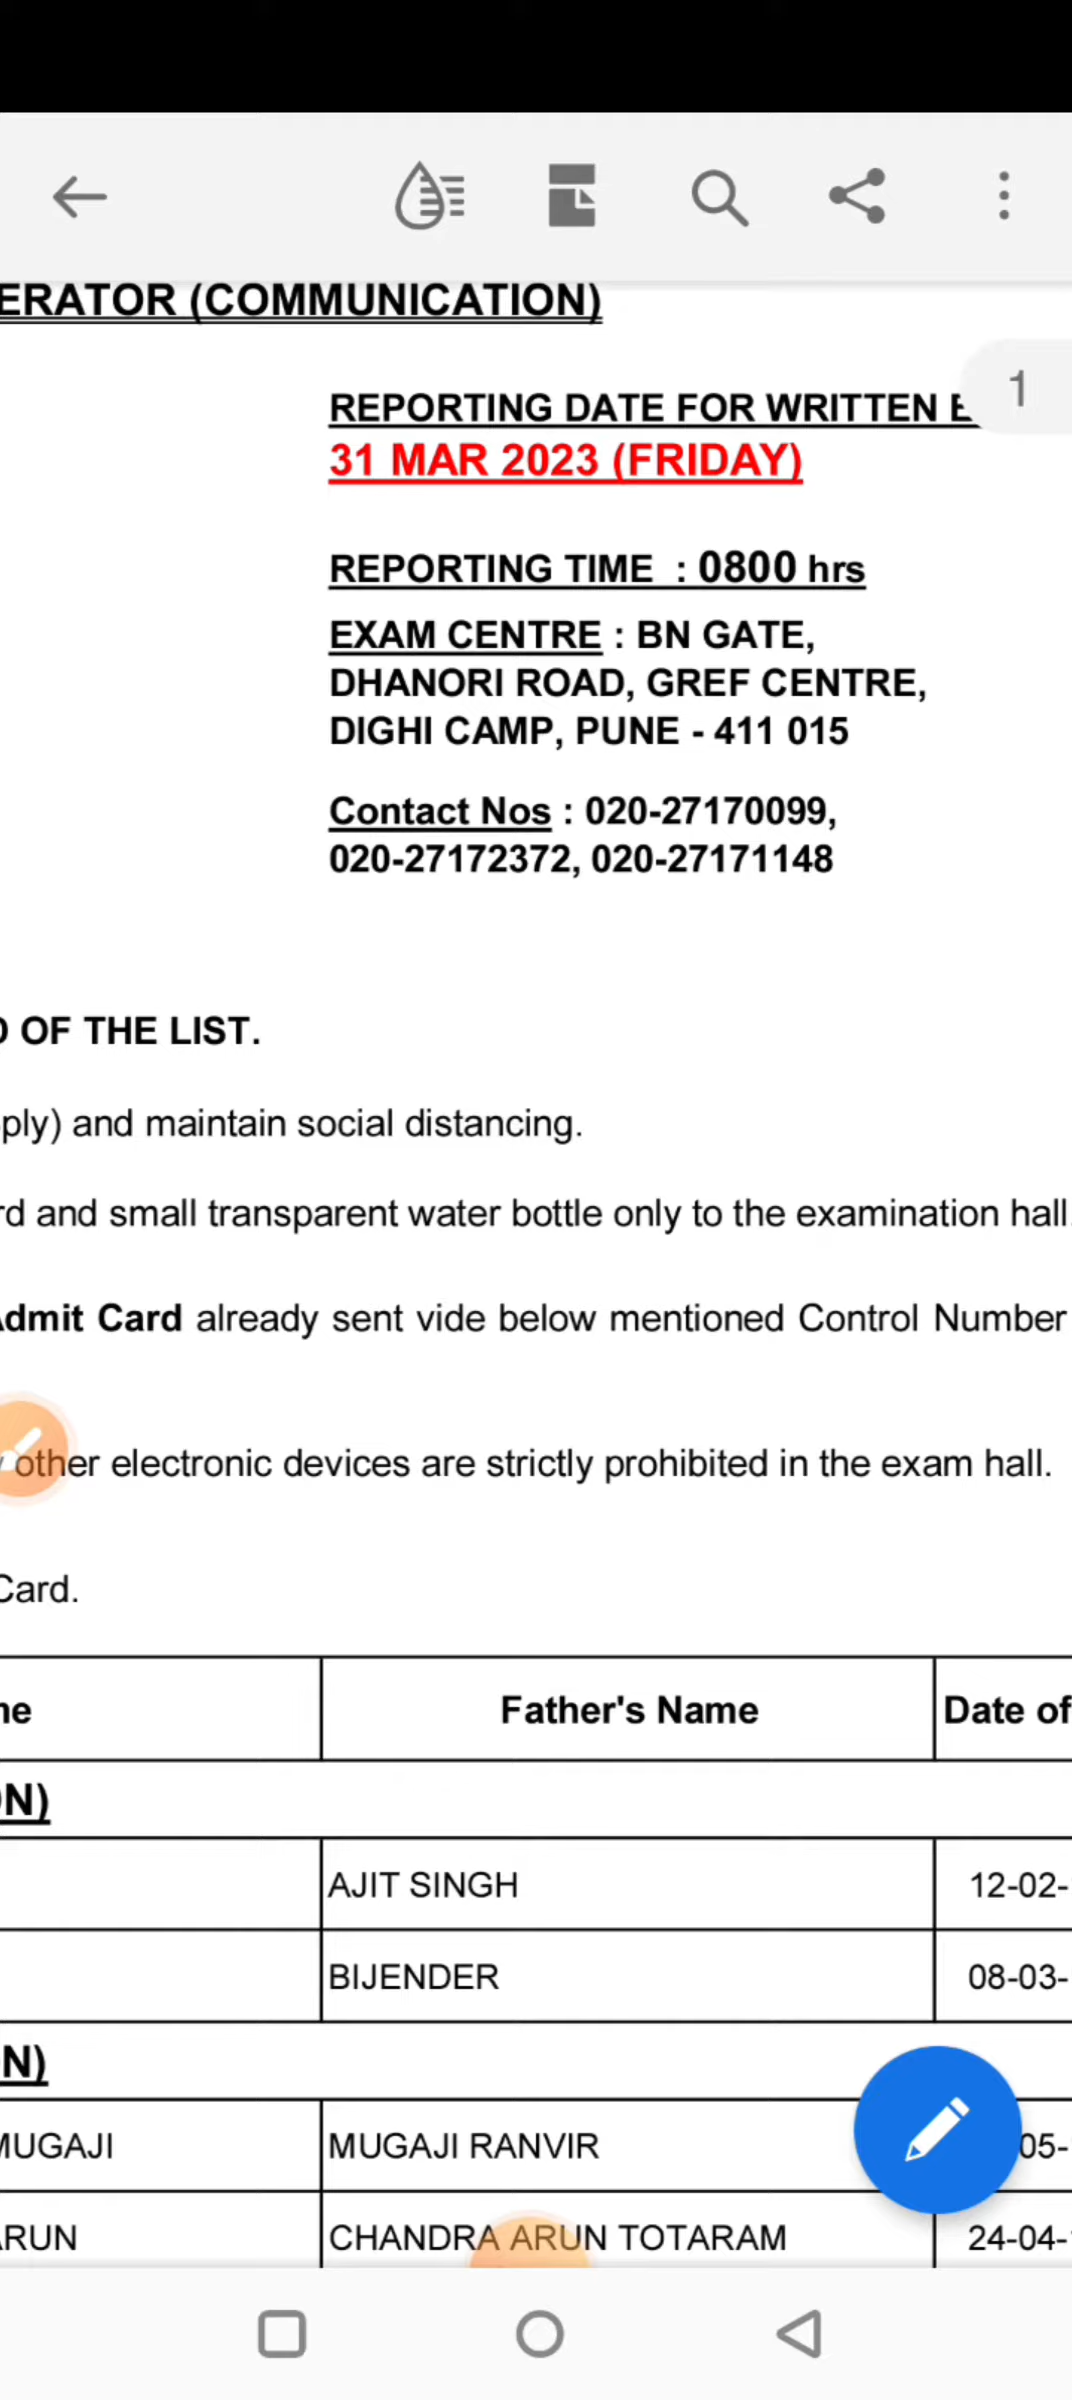 ERATOR (COMMUNICATION)
1
REPORTING DATE FOR WRITTEN E
31 MAR 2023 (FRIDAY)
REPORTING TIME : 0800 hrs
EXAM CENTRE : BN GATE,
DHANORI ROAD, GREF CENTRE,
DIGHI CAMP, PUNE - 411 015
Contact Nos : 020-27170099,
020-27172372, 020-27171148
OF THE LIST.
ply) and maintain social distancing.
rd and small transparent water bottle only to the examination hall
dmit Card already sent vide below mentioned Control Number
other electronic devices are strictly prohibited in the exam hall.
Card.
ne Father's Name Date of
ON)
AJIT SINGH 12-02-
BIJENDER 08-03-
N)
MUGAJI MUGAJI RANVIR 05-
ARUN CHANDRA ARUN TOTARAM 24-04-